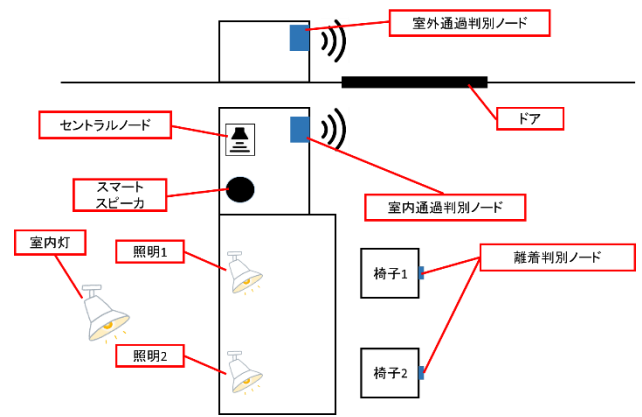 室外通過判別ノード
ドア
セントラルノード
スマート
スピーカ
室内通過判別ノード
室内灯
照明1
椅子1
離着判別ノード
照明2
椅子2